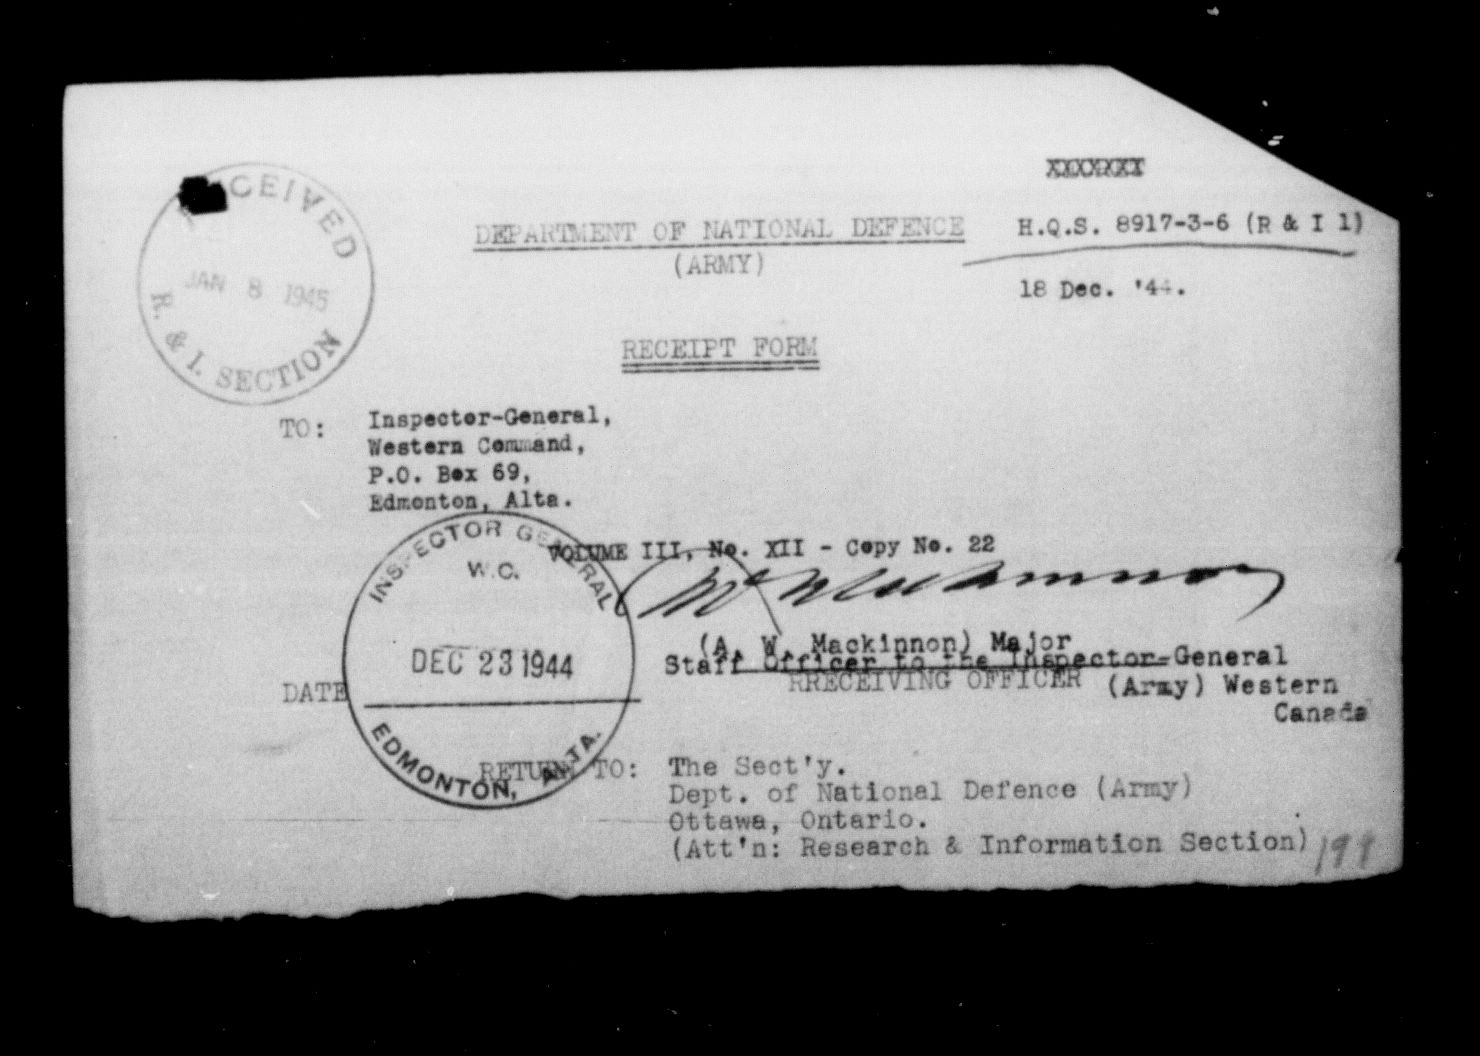 XXXXXXX
DEPARTMENT OF NATIONAL DEFENCE
(ARMY)
H.Q.S. 8917-3-6 (R & I 1)
18 Dec. '44.
RECEIVED
JAN 8 1945
R. & I. SECTION
RECEIPT FORM
TO: Inspector-General,
Western Command,
P.O. Box 69,
Edmonton, Alta.
VOLUME III, No. XII - Copy No. 22
INSPECTOR GENERAL
W.C.
DEC 23 1944
EDMONTON, ALTA.
(A. W. Mackinnon) Major
Staff Officer to the Inspector-General
RRECEIVING OFFICER (Army) Western
Canada
DATE
RETURN TO: The Sect'y.
Dept. of National Defence (Army)
Ottawa, Ontario.
(Att'n: Research & Information Section)